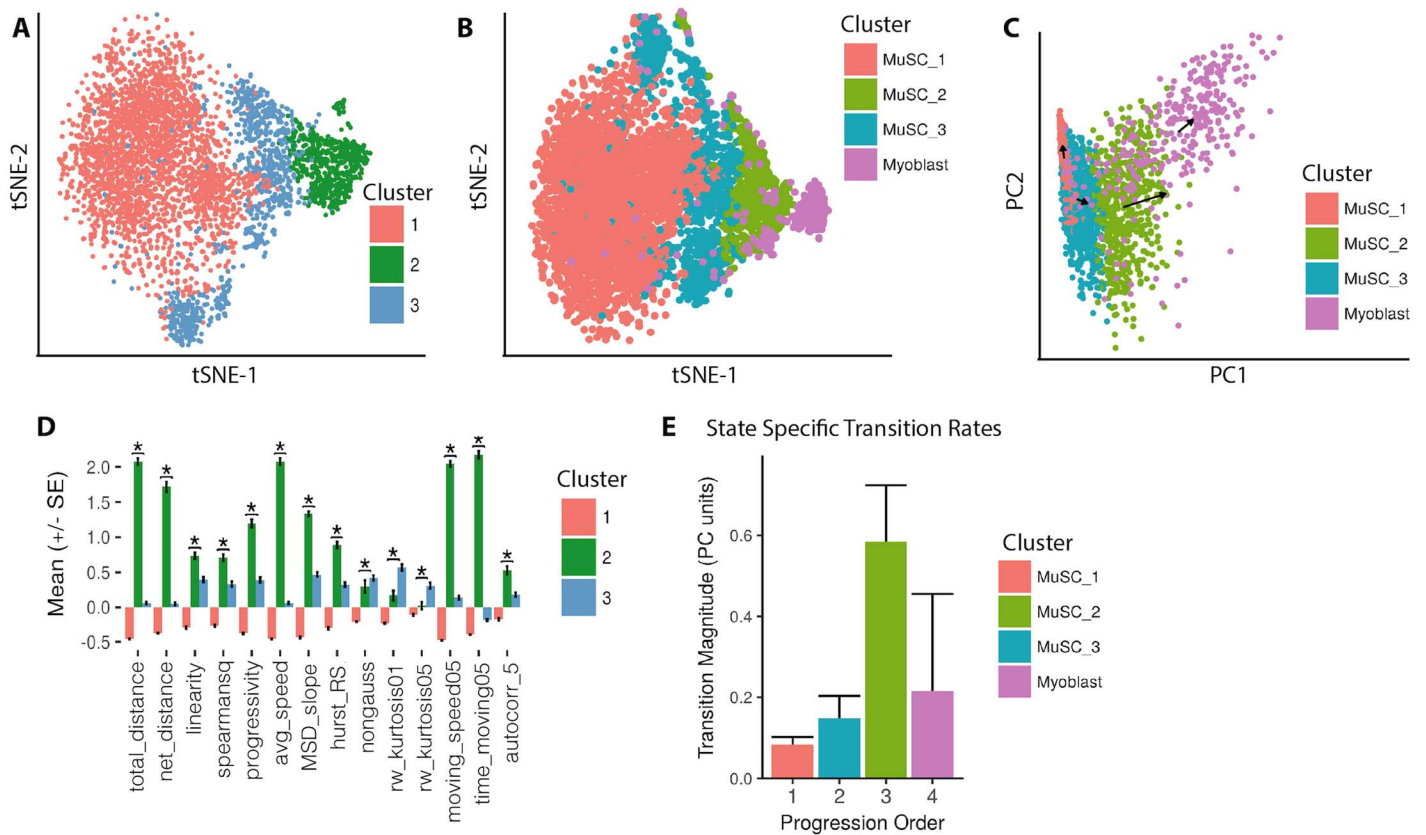 A
tSNE-2
tSNE-1
Cluster
1
2
3
B
tSNE-2
tSNE-1
Cluster
MuSC_1
MuSC_2
MuSC_3
Myoblast
C
PC2
PC1
Cluster
MuSC_1
MuSC_2
MuSC_3
Myoblast
D
Mean (+/- SE)
2.0
1.5
1.0
0.5
0.0
-0.5
* * * * * * * * * * * * * *
total_distance
net_distance
linearity
spearmansq
progressivity
avg_speed
MSD_slope
hurst_RS
nongauss
rw_kurtosis01
rw_kurtosis05
moving_speed05
time_moving05
autocorr_5
Cluster
1
2
3
E State Specific Transition Rates
Transition Magnitude (PC units)
0.6
0.4
0.2
0.0
1 2 3 4
Progression Order
Cluster
MuSC_1
MuSC_2
MuSC_3
Myoblast